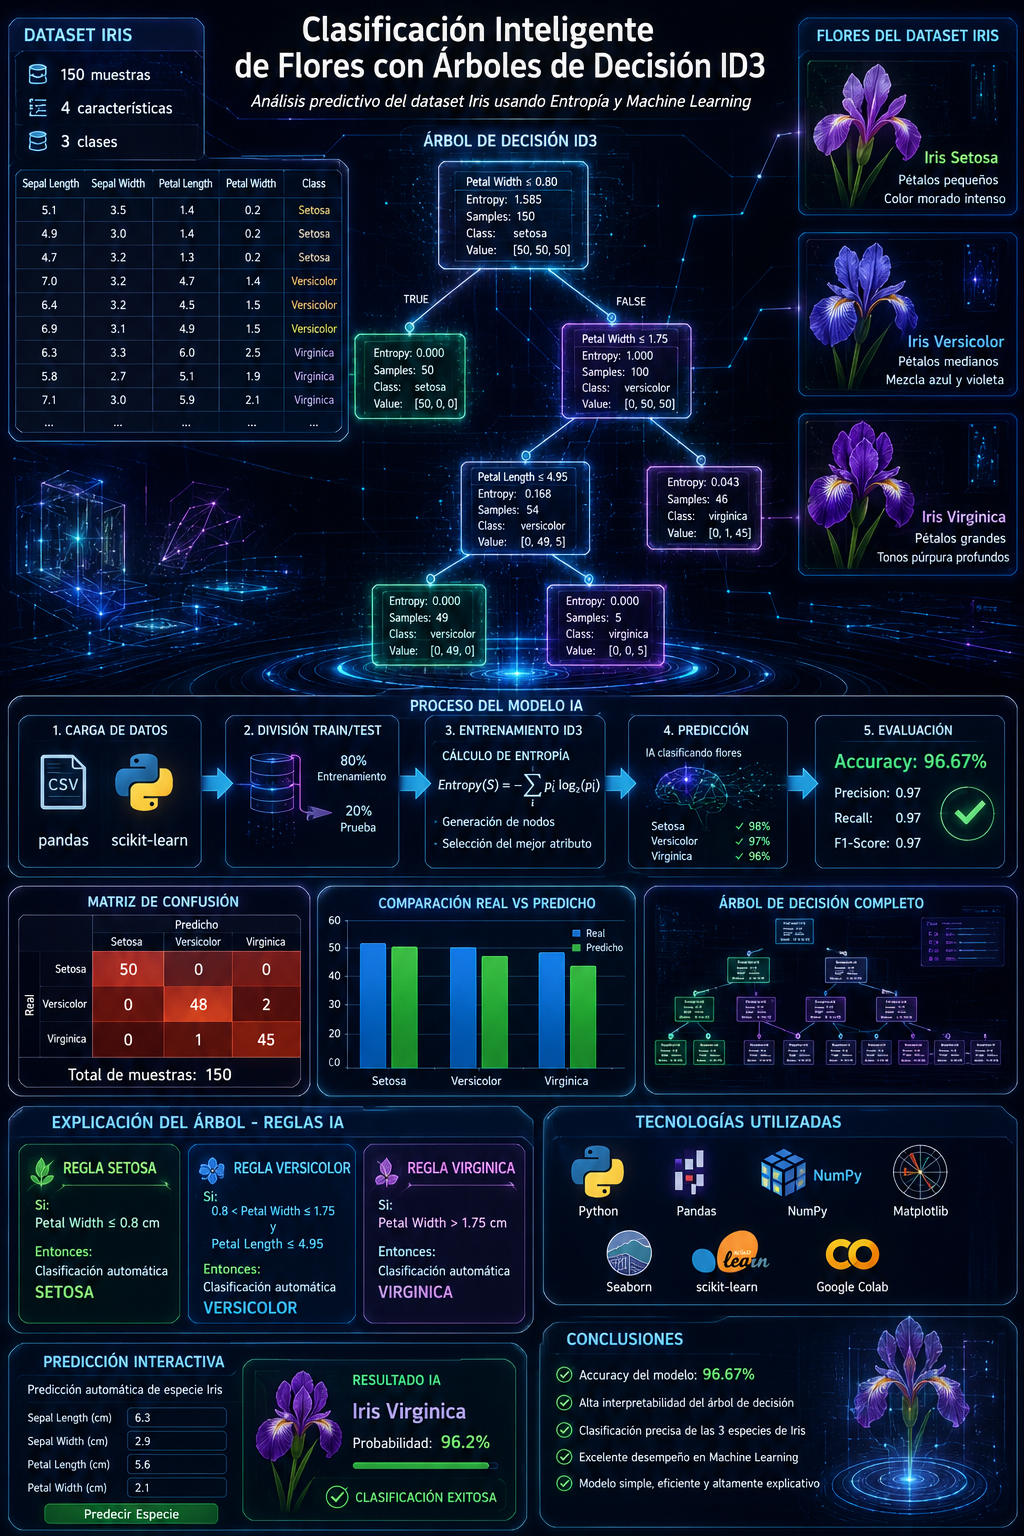 Clasificación Inteligente
de Flores con Árboles de Decisión ID3
Análisis predictivo del dataset Iris usando Entropía y Machine Learning
DATASET IRIS
150 muestras
4 características
3 clases
Sepal Length Sepal Width Petal Length Petal Width Class
5.1 3.5 1.4 0.2 Setosa
4.9 3.0 1.4 0.2 Setosa
4.7 3.2 1.3 0.2 Setosa
7.0 3.2 4.7 1.4 Versicolor
6.4 3.2 4.5 1.5 Versicolor
6.9 3.1 4.9 1.5 Versicolor
6.3 3.3 6.0 2.5 Virginica
5.8 2.7 5.1 1.9 Virginica
7.1 3.0 5.9 2.1 Virginica
... ... ... ... ...
ÁRBOL DE DECISIÓN ID3
Petal Width ≤ 0.80
Entropy: 1.585
Samples: 150
Class: setosa
Value: [50, 50, 50]
TRUE
FALSE
Entropy: 0.000
Samples: 50
Class: setosa
Value: [50, 0, 0]
Petal Width ≤ 1.75
Entropy: 1.000
Samples: 100
Class: versicolor
Value: [0, 50, 50]
Petal Length ≤ 4.95
Entropy: 0.168
Samples: 54
Class: versicolor
Value: [0, 49, 5]
Entropy: 0.043
Samples: 46
Class: virginica
Value: [0, 1, 45]
Entropy: 0.000
Samples: 49
Class: versicolor
Value: [0, 49, 0]
Entropy: 0.000
Samples: 5
Class: virginica
Value: [0, 0, 5]
FLORES DEL DATASET IRIS
Iris Setosa
Pétalos pequeños
Color morado intenso
Iris Versicolor
Pétalos medianos
Mezcla azul y violeta
Iris Virginica
Pétalos grandes
Tonos púrpura profundos
PROCESO DEL MODELO IA
1. CARGA DE DATOS
CSV
pandas scikit-learn
2. DIVISIÓN TRAIN/TEST
80%
Entrenamiento
20%
Prueba
3. ENTRENAMIENTO ID3
CÁLCULO DE ENTROPÍA
Entropy(S) = −∑i pi log₂(pi)
· Generación de nodos
· Selección del mejor atributo
4. PREDICCIÓN
IA clasificando flores
Setosa ✓ 98%
Versicolor ✓ 97%
Virginica ✓ 96%
5. EVALUACIÓN
Accuracy: 96.67%
Precision: 0.97
Recall: 0.97
F1-Score: 0.97
MATRIZ DE CONFUSIÓN
Predicho
Setosa Versicolor Virginica
Real
Setosa 50 0 0
Versicolor 0 48 2
Virginica 0 1 45
Total de muestras: 150
COMPARACIÓN REAL VS PREDICHO
Real
Predicho
60
50
40
30
20
Setosa Versicolor Virginica
ÁRBOL DE DECISIÓN COMPLETO
EXPLICACIÓN DEL ÁRBOL - REGLAS IA
REGLA SETOSA
Si:
Petal Width ≤ 0.8 cm
Entonces:
Clasificación automática
SETOSA
REGLA VERSICOLOR
Si:
0.8 < Petal Width ≤ 1.75
y
Petal Length ≤ 4.95
Entonces:
Clasificación automática
VERSICOLOR
REGLA VIRGINICA
Si:
Petal Width > 1.75 cm
Entonces:
Clasificación automática
VIRGINICA
TECNOLOGÍAS UTILIZADAS
Python
Pandas
NumPy
NumPy
Matplotlib
Seaborn
learn
scikit-learn
Google Colab
PREDICCIÓN INTERACTIVA
Predicción automática de especie Iris
Sepal Length (cm) 6.3
Sepal Width (cm) 2.9
Petal Length (cm) 5.6
Petal Width (cm) 2.1
Predecir Especie
RESULTADO IA
Iris Virginica
Probabilidad: 96.2%
CLASIFICACIÓN EXITOSA
CONCLUSIONES
Accuracy del modelo: 96.67%
Alta interpretabilidad del árbol de decisión
Clasificación precisa de las 3 especies de Iris
Excelente desempeño en Machine Learning
Modelo simple, eficiente y altamente explicativo